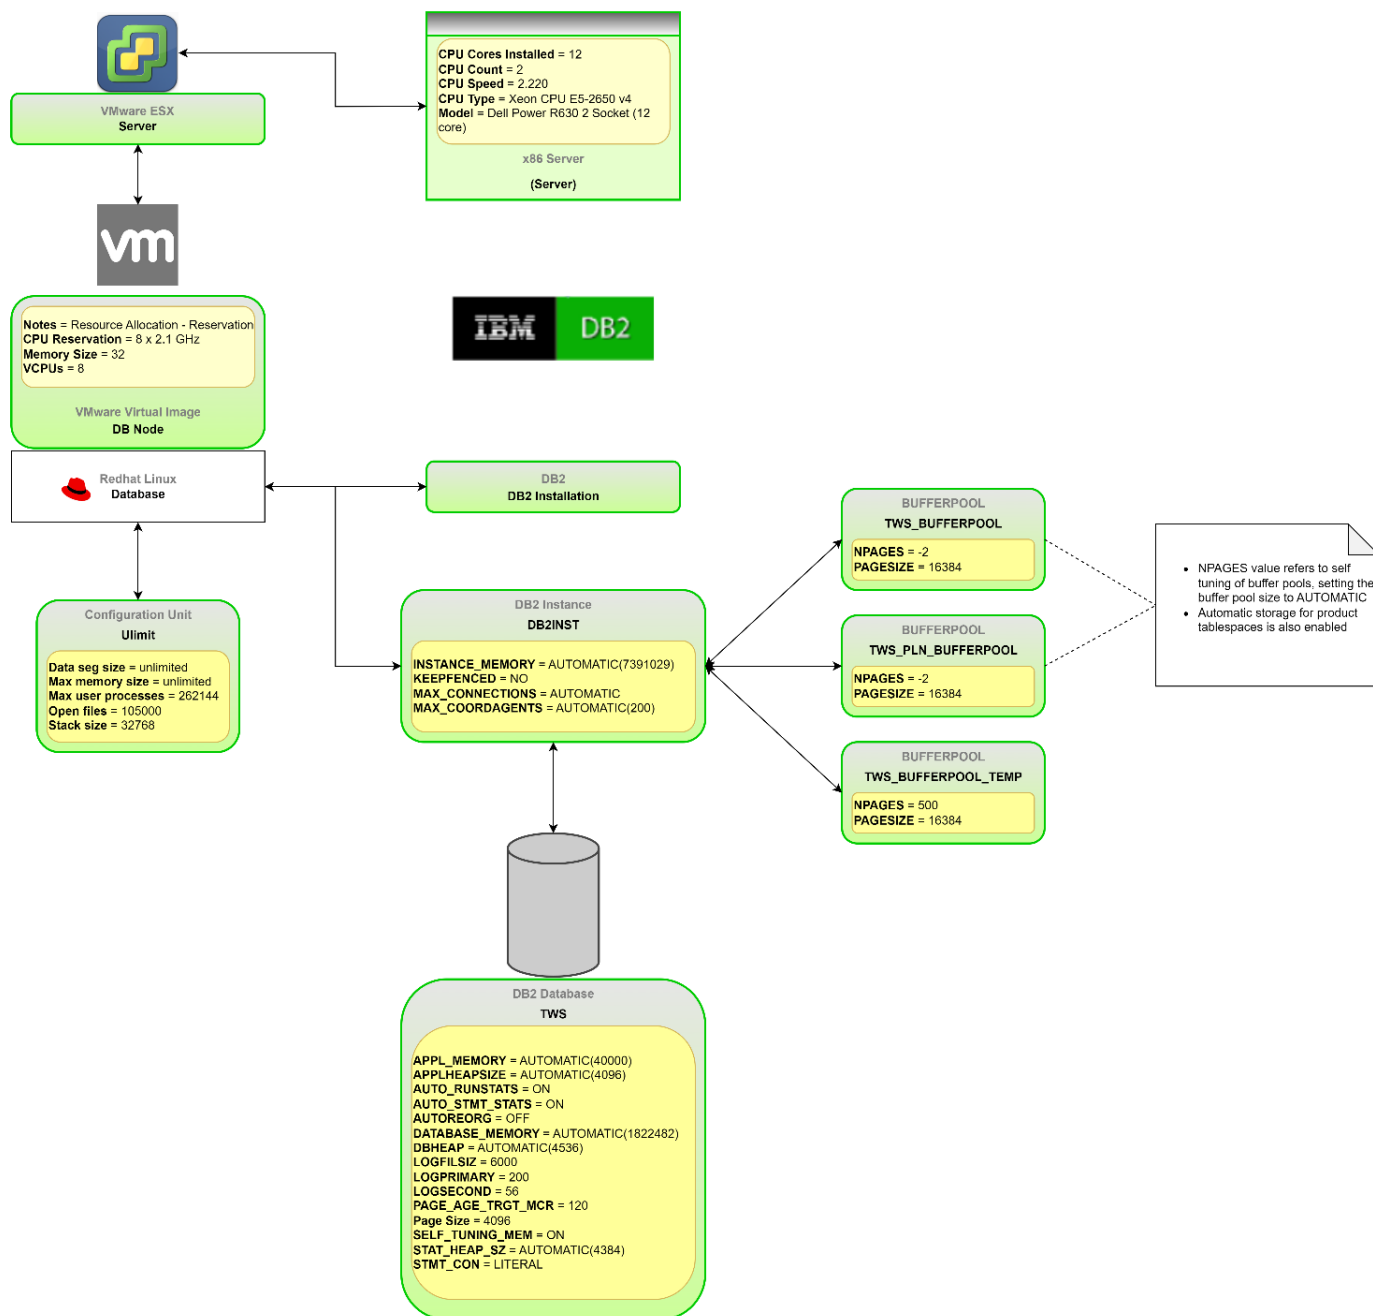 CPU Cores Installed = 12
CPU Count = 2
CPU Speed = 2.220
CPU Type = Xeon CPU E5-2650 v4
Model = Dell Power R630 2 Socket (12
core)
x86 Server
(Server)
VMware ESX
Server
vm
Notes = Resource Allocation - Reservation
CPU Reservation = 8 x 2.1 GHz
Memory Size = 32
VCPUs = 8
VMware Virtual Image
DB Node
IBM DB2
Redhat Linux
Database
DB2
DB2 Installation
Configuration Unit
Ulimit
Data seg size = unlimited
Max memory size = unlimited
Max user processes = 262144
Open files = 105000
Stack size = 32768
DB2 Instance
DB2INST
INSTANCE_MEMORY = AUTOMATIC(7391029)
KEEPFENCED = NO
MAX_CONNECTIONS = AUTOMATIC
MAX_COORDAGENTS = AUTOMATIC(200)
BUFFERPOOL
TWS_BUFFERPOOL
NPAGES = -2
PAGESIZE = 16384
BUFFERPOOL
TWS_PLN_BUFFERPOOL
NPAGES = -2
PAGESIZE = 16384
BUFFERPOOL
TWS_BUFFERPOOL_TEMP
NPAGES = 500
PAGESIZE = 16384
• NPAGES value refers to self
tuning of buffer pools, setting the
buffer pool size to AUTOMATIC
• Automatic storage for product
tablespaces is also enabled
DB2 Database
TWS
APPL_MEMORY = AUTOMATIC(40000)
APPLHEAPSIZE = AUTOMATIC(4096)
AUTO_RUNSTATS = ON
AUTO_STMT_STATS = ON
AUTOREORG = OFF
DATABASE_MEMORY = AUTOMATIC(1822482)
DBHEAP = AUTOMATIC(4536)
LOGFILSIZ = 6000
LOGPRIMARY = 200
LOGSECOND = 56
PAGE_AGE_TRGT_MCR = 120
Page Size = 4096
SELF_TUNING_MEM = ON
STAT_HEAP_SZ = AUTOMATIC(4384)
STMT_CON = LITERAL